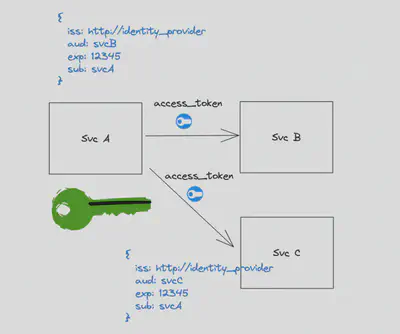 {
iss: http://identity_provider
aud: svcB
exp: 12345
sub: svcA
}
access_token
Svc A
Svc B
access_token
Svc C
{
iss: http://identity_provider
aud: svcC
exp: 12345
sub: svcA
}